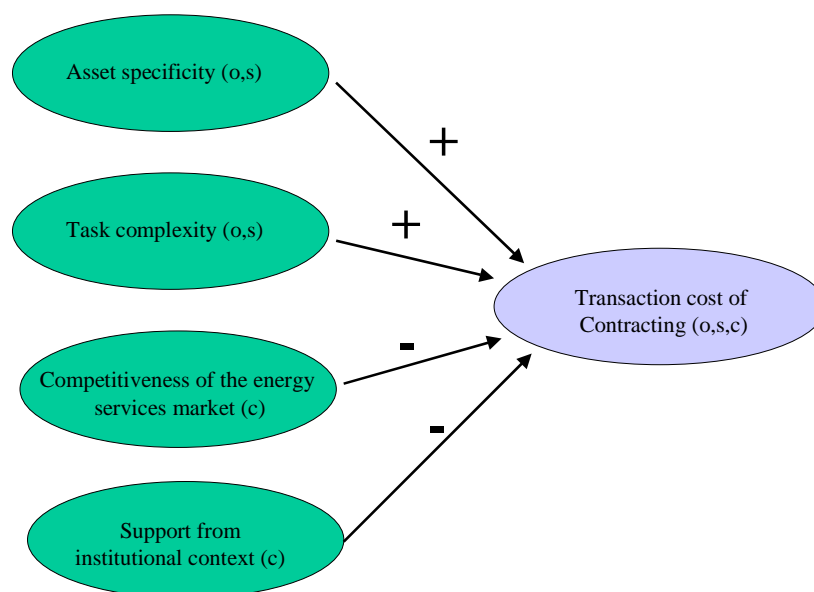 Asset specificity (o,s)
+
Task complexity (o,s)
+
Transaction cost of
Contracting (o,s,c)
-
Competitiveness of the energy
services market (c)
-
Support from
institutional context (c)